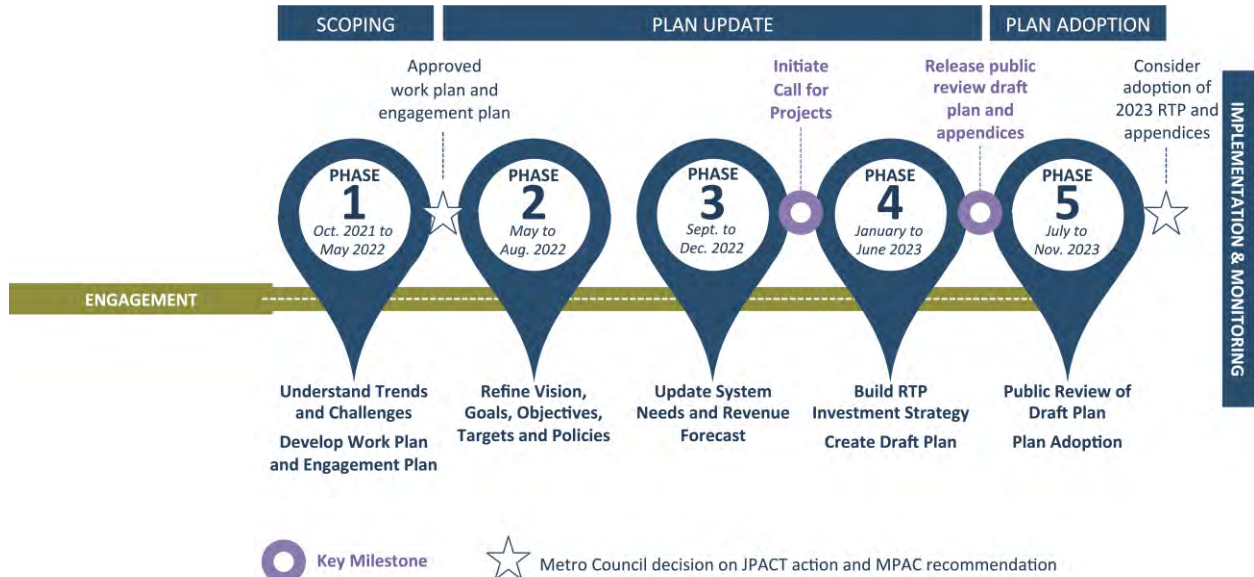 SCOPING
PLAN UPDATE
PLAN ADOPTION
Approved
work plan and
engagement plan
Initiate
Call for
Projects
Release public
review draft
plan and
appendices
Consider
adoption of
2023 RTP and
appendices
IMPLEMENTATION & MONITORING
PHASE
1
Oct. 2021 to
May 2022
PHASE
2
May to
Aug. 2022
PHASE
3
Sept. to
Dec. 2022
PHASE
4
January to
June 2023
PHASE
5
July to
Nov. 2023
ENGAGEMENT
Understand Trends
and Challenges
Develop Work Plan
and Engagement Plan
Refine Vision,
Goals, Objectives,
Targets and Policies
Update System
Needs and Revenue
Forecast
Build RTP
Investment Strategy
Create Draft Plan
Public Review of
Draft Plan
Plan Adoption
Key Milestone
Metro Council decision on JPACT action and MPAC recommendation